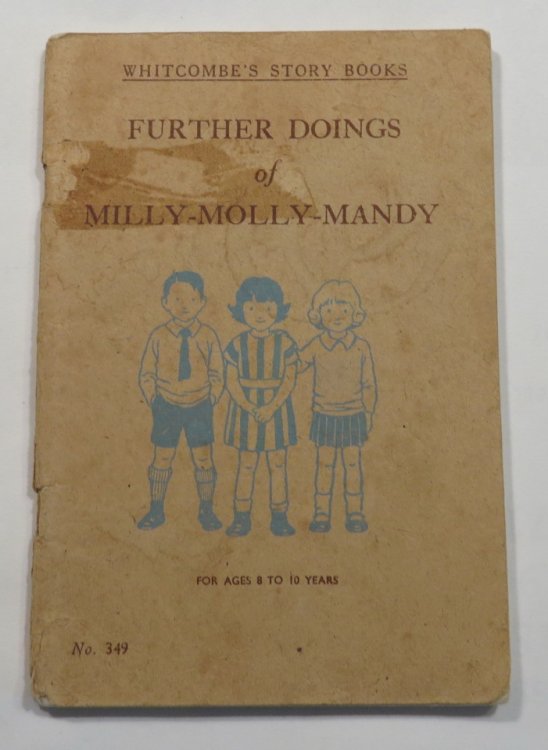 WHITCOMBE'S STORY BOOKS
FURTHER DOINGS
of
MILLY-MOLLY-MANDY
FOR AGES 8 TO 10 YEARS
No. 349